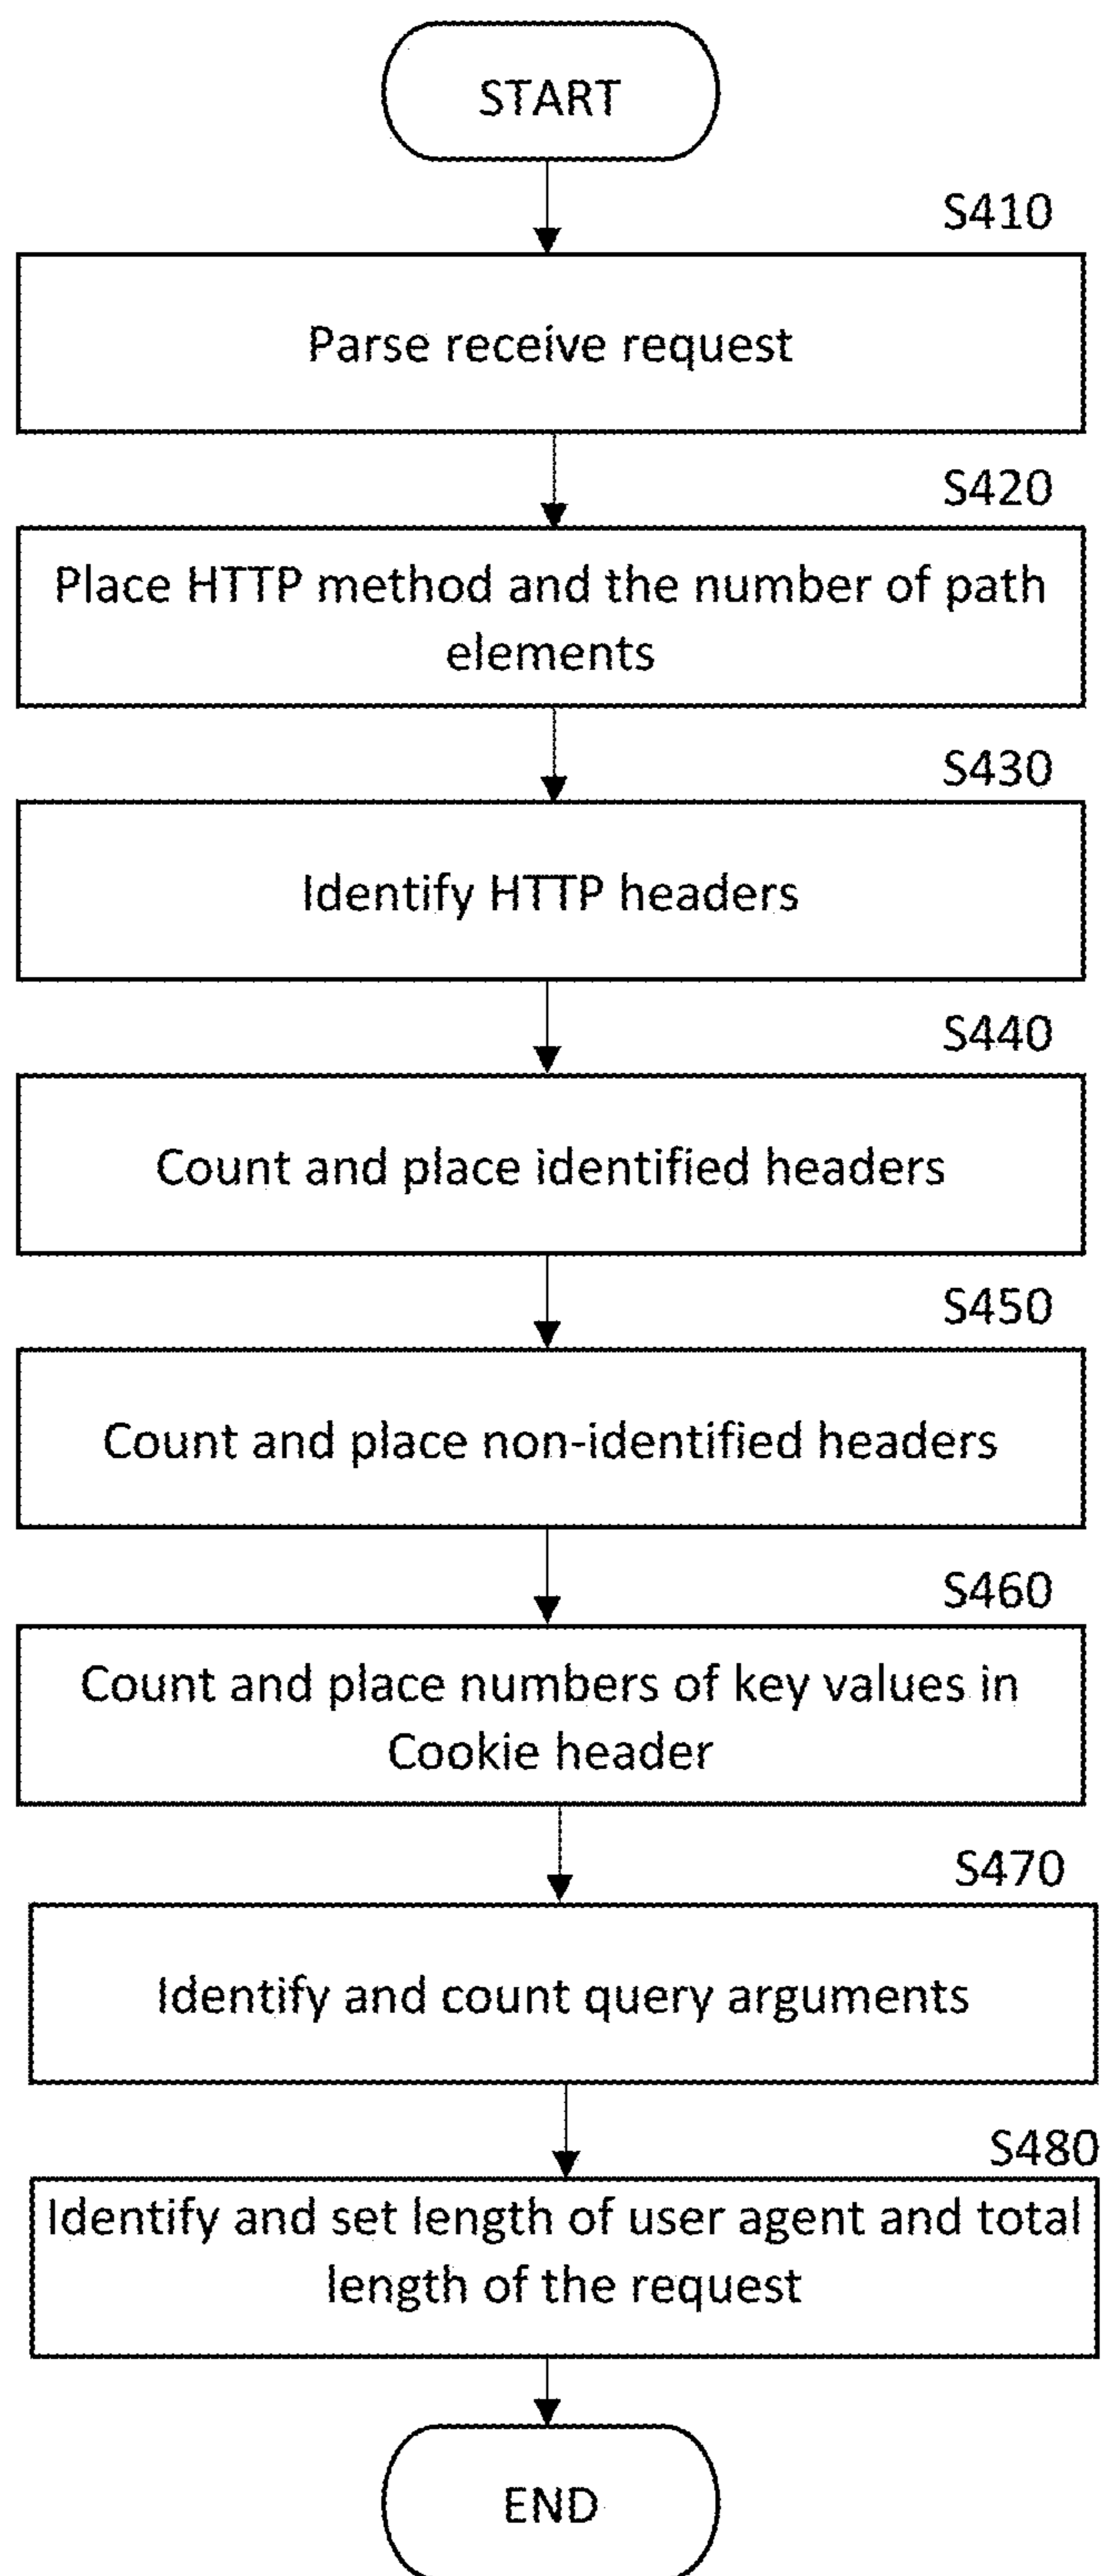 START
S410
Parse receive request
S420
Place HTTP method and the number of path
elements
S430
Identify HTTP headers
S440
Count and place identified headers
S450
Count and place non-identified headers
S460
Count and place numbers of key values in
Cookie header
S470
Identify and count query arguments
S480
Identify and set length of user agent and total
length of the request
END